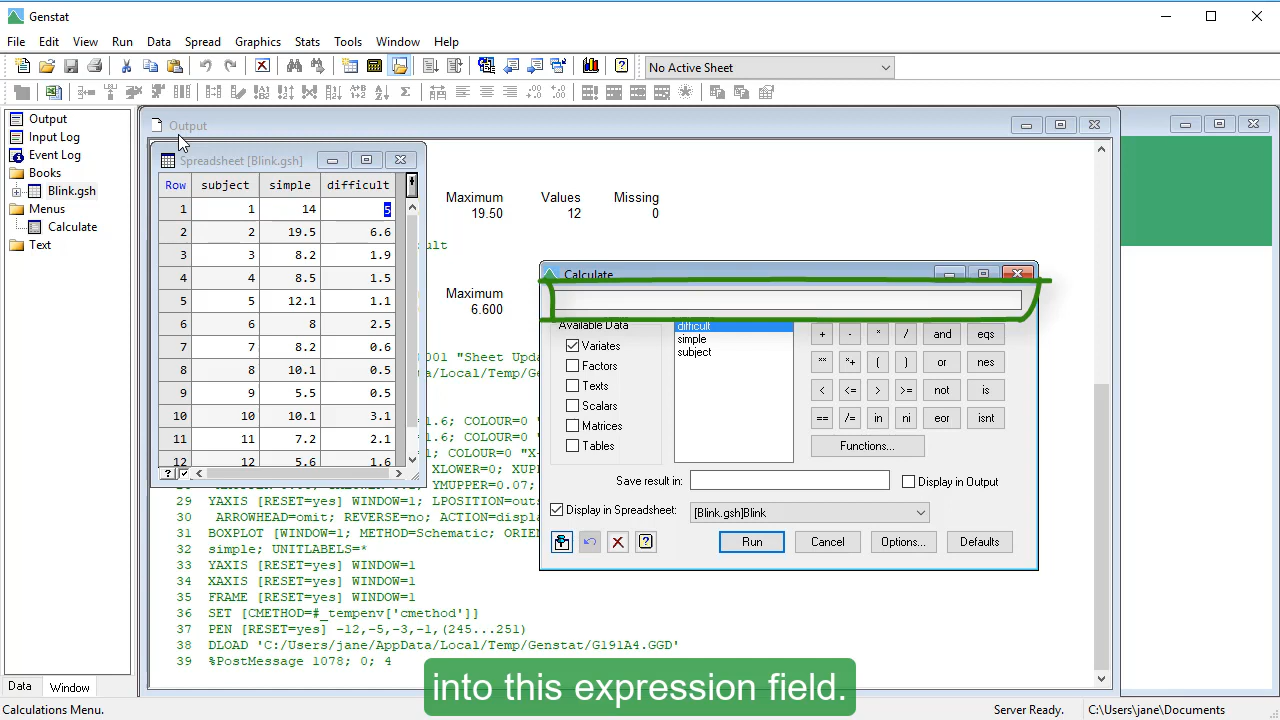 Genstat
File Edit View Run Data Spread Graphics Stats Tools Window Help
No Active Sheet
Output
Input Log
Event Log
Books
Blink.gsh
Menus
Calculate
Text
Output
Spreadsheet [Blink.gsh]
Row subject simple difficult
1 1 14 5
2 2 19.5 6.6
3 3 8.2 1.9
4 4 8.5 1.5
5 5 12.1 1.1
6 6 8 2.5
7 7 8.2 0.6
8 8 10.1 0.5
9 9 5.5 0.5
10 10 10.1 3.1
11 11 7.2 2.1
12 12 5.6 1.6
Maximum Values Missing
19.50 12 0
Maximum
6.600
29 YAXIS [RESET=yes] WINDOW=1; LPOSITION=outs
30 ARROWHEAD=omit; REVERSE=no; ACTION=displa
31 BOXPLOT [WINDOW=1; METHOD=Schematic; ORIEN
32 simple; UNITLABELS=*
33 YAXIS [RESET=yes] WINDOW=1
34 XAXIS [RESET=yes] WINDOW=1
35 FRAME [RESET=yes] WINDOW=1
36 SET [CMETHOD=#_tempenv['cmethod']]
37 PEN [RESET=yes] -12,-5,-3,-1,(245...251)
38 DLOAD 'C:/Users/jane/AppData/Local/Temp/Genstat/G191A4.GGD'
39 %PostMessage 1078; 0; 4
Calculate
Available Data
Variates
Factors
Texts
Scalars
Matrices
Tables
difficult
simple
subject
+ - * / and eqs
** *+ ( ) or nes
< <= > >= not is
== /= in ni eor isnt
Functions...
Save result in:
Display in Output
Display in Spreadsheet:
[Blink.gsh]Blink
Run Cancel Options... Defaults
into this expression field.
Data Window
Calculations Menu.
Server Ready.
C:\Users\jane\Documents